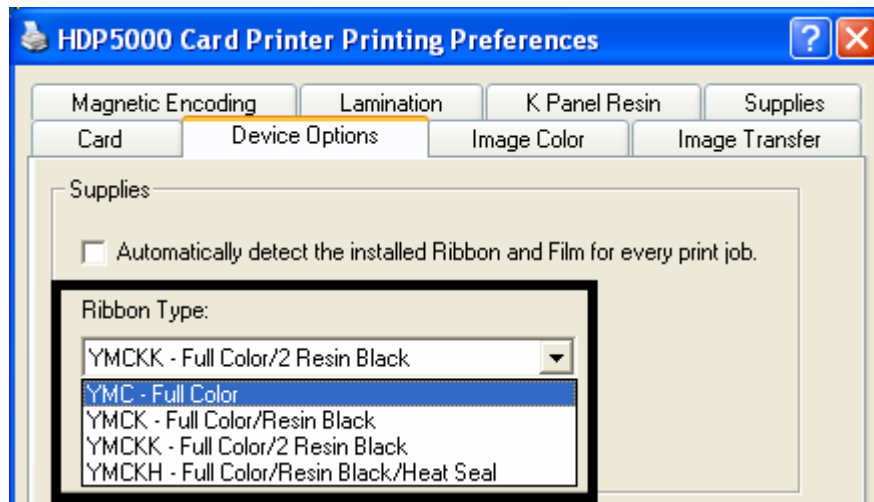 HDP5000 Card Printer Printing Preferences
Magnetic Encoding Lamination K Panel Resin Supplies
Card Device Options Image Color Image Transfer
Supplies
Automatically detect the installed Ribbon and Film for every print job.
Ribbon Type:
YMCKK - Full Color/2 Resin Black
YMC - Full Color
YMCK - Full Color/Resin Black
YMCKK - Full Color/2 Resin Black
YMCKH - Full Color/Resin Black/Heat Seal